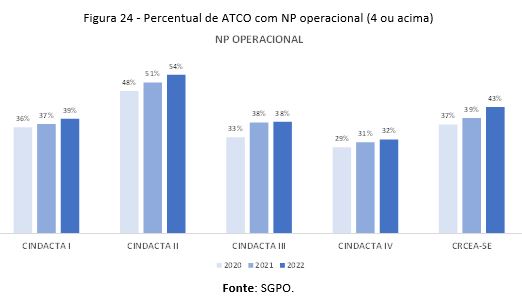 Figura 24 - Percentual de ATCO com NP operacional (4 ou acima)
NP OPERACIONAL
36% 37% 39% 48% 51% 54% 33% 38% 38% 29% 31% 32% 37% 39% 43%
CINDACTA I CINDACTA II CINDACTA III CINDACTA IV CRCEA-SE
2020 2021 2022
Fonte: SGPO.